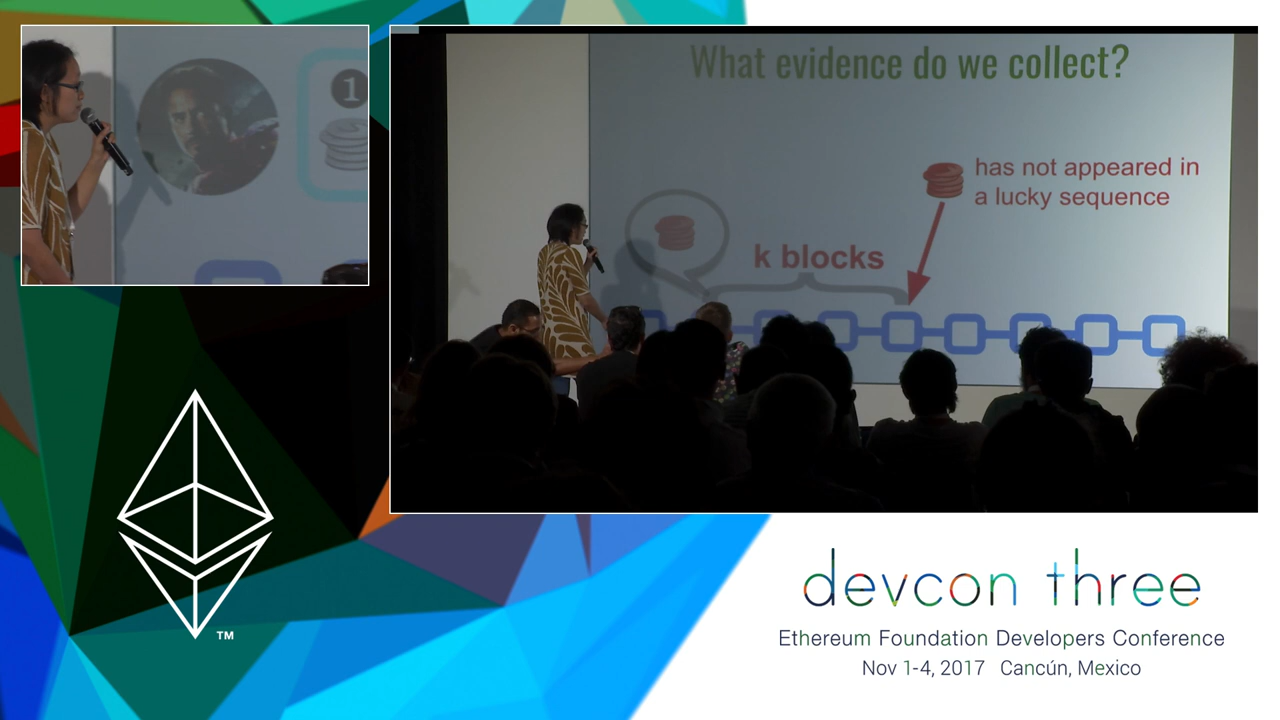 1
What evidence do we collect?
has not appeared in
a lucky sequence
k blocks
TM
devcon three
Ethereum Foundation Developers Conference
Nov 1-4, 2017 Cancún, Mexico